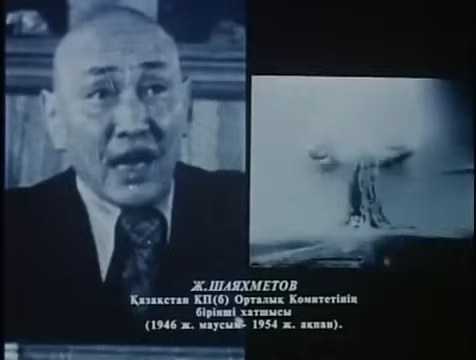 Ж.ШАЯХМЕТОВ
Қазақстан КП(б) Орталық Комитетінің
бірінші хатшысы
(1946 ж. маусым- 1954 ж. ақпан).